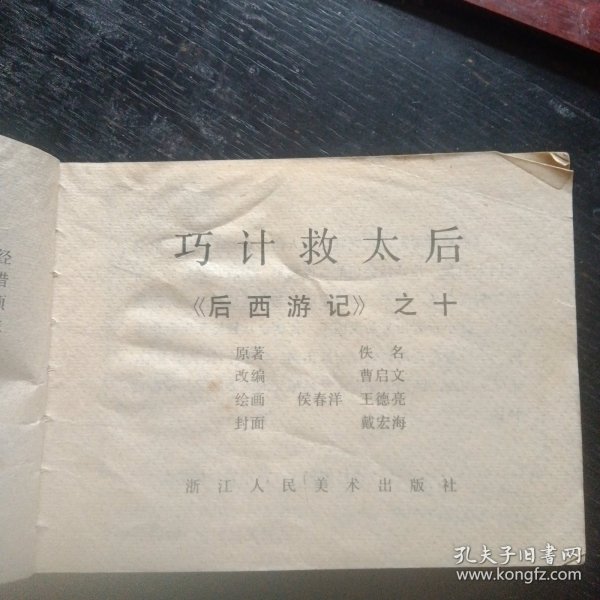 巧计救太后
《后西游记》之十
原著 佚名
改编 曹启文
绘画 侯春洋 王德亮
封面 戴宏海
浙江人民美术出版社
经
借
孔夫子旧书网
www.kongfz.com